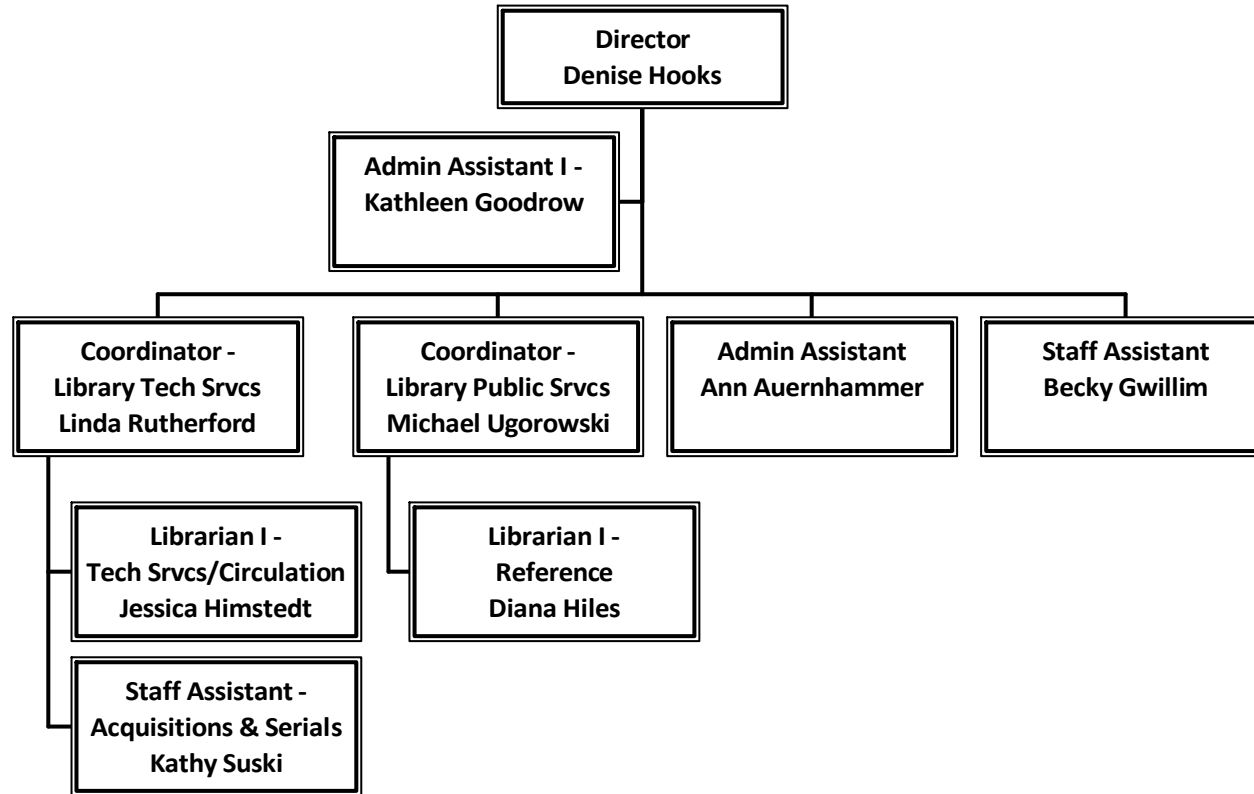 Director
Denise Hooks
Admin Assistant I -
Kathleen Goodrow
Coordinator -
Library Tech Srvcs
Linda Rutherford
Coordinator -
Library Public Srvcs
Michael Ugorowski
Admin Assistant
Ann Auernhammer
Staff Assistant
Becky Gwillim
Librarian I -
Tech Srvcs/Circulation
Jessica Himstedt
Librarian I -
Reference
Diana Hiles
Staff Assistant -
Acquisitions & Serials
Kathy Suski